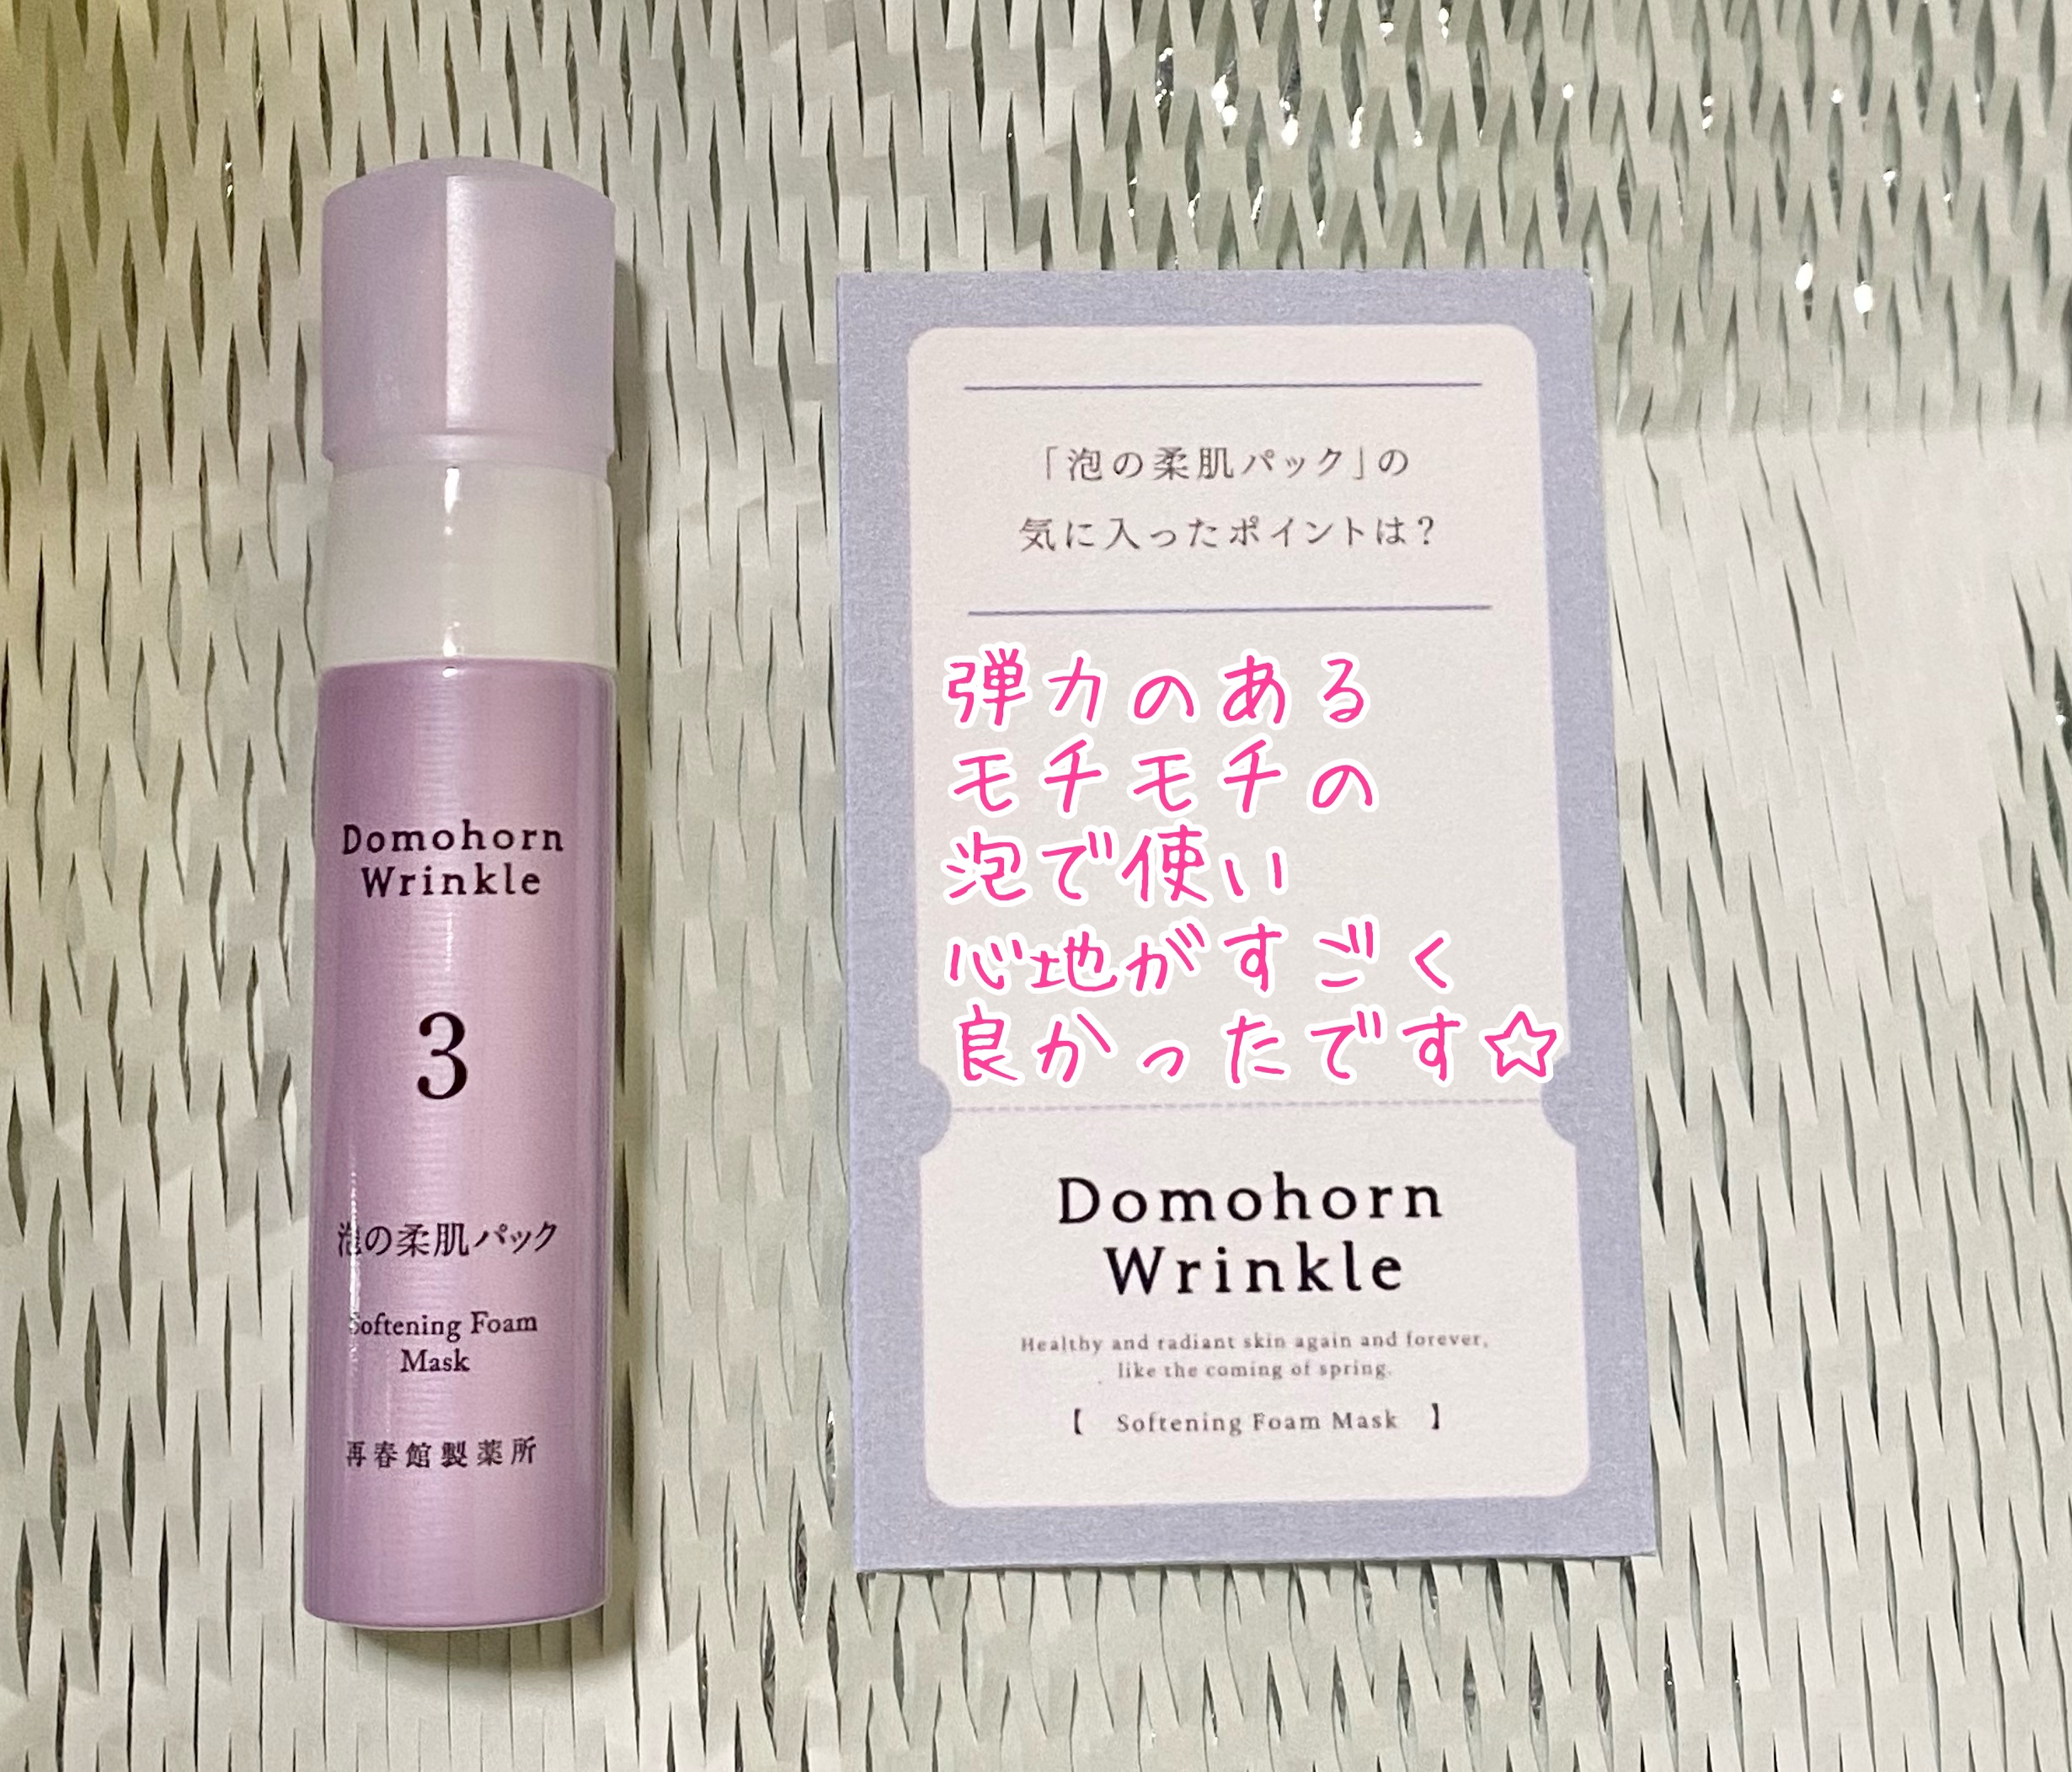 Domohorn
Wrinkle
3
泡の柔肌パック
Softening Foam
Mask
再春館製薬所
「泡の柔肌パック」の
気に入ったポイントは?
弾力のある
モチモチの
泡で使い
心地がすごく
良かったです☆
Domohorn
Wrinkle
Healthy and radiant skin again and forever,
like the coming of spring.
【 Softening Foam Mask 】